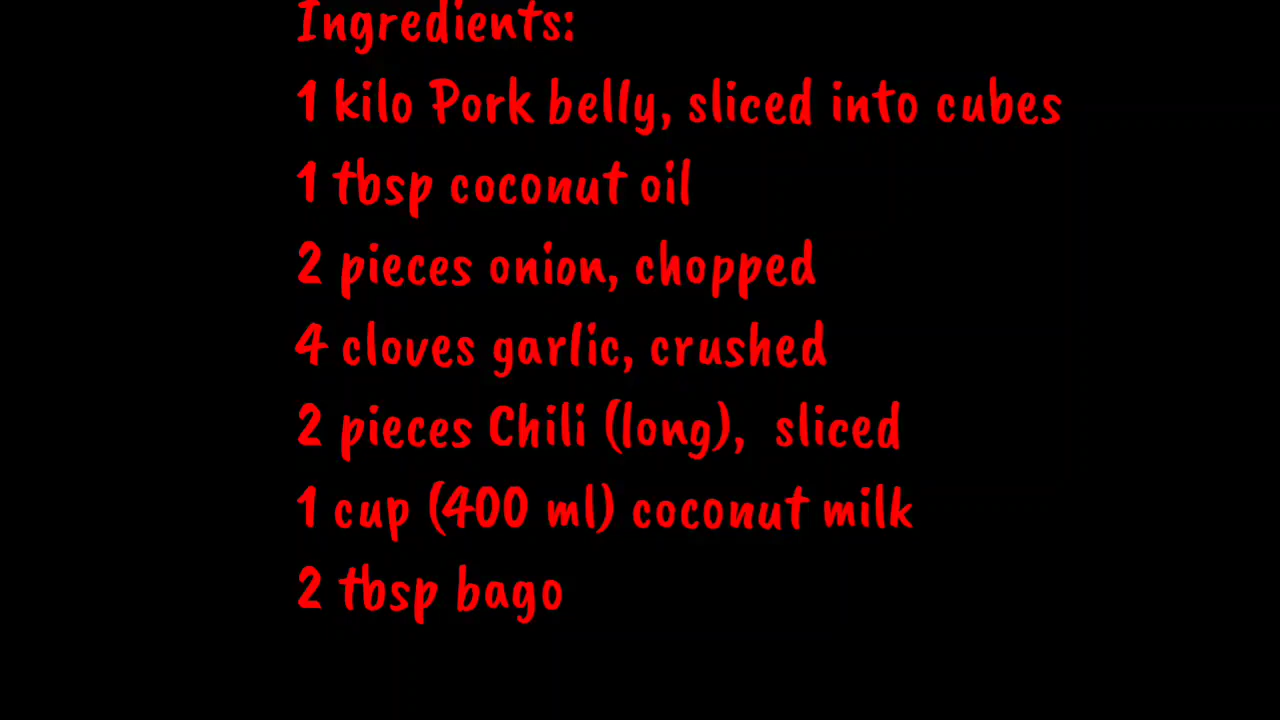 Ingredients:
1 kilo Pork belly, sliced into cubes
1 tbsp coconut oil
2 pieces onion, chopped
4 cloves garlic, crushed
2 pieces Chili (long),  sliced
1 cup (400 ml) coconut milk
2 tbsp bago